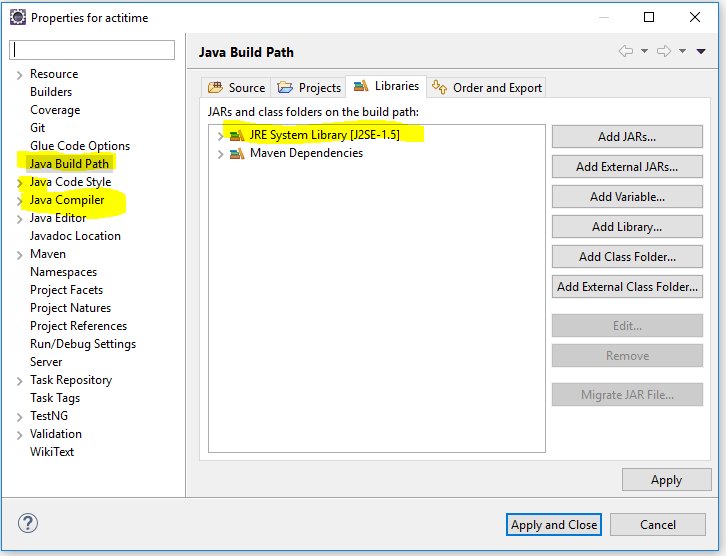 Properties for actitime
Java Build Path
Resource
Builders
Coverage
Git
Glue Code Options
Java Build Path
Java Code Style
Java Compiler
Java Editor
Javadoc Location
Maven
Namespaces
Project Facets
Project Natures
Project References
Run/Debug Settings
Server
Task Repository
Task Tags
TestNG
Validation
WikiText
Source Projects Libraries Order and Export
JARs and class folders on the build path:
JRE System Library [J2SE-1.5]
Maven Dependencies
Add JARs...
Add External JARs...
Add Variable...
Add Library...
Add Class Folder...
Add External Class Folder...
Edit...
Remove
Migrate JAR File...
Apply
? Apply and Close Cancel